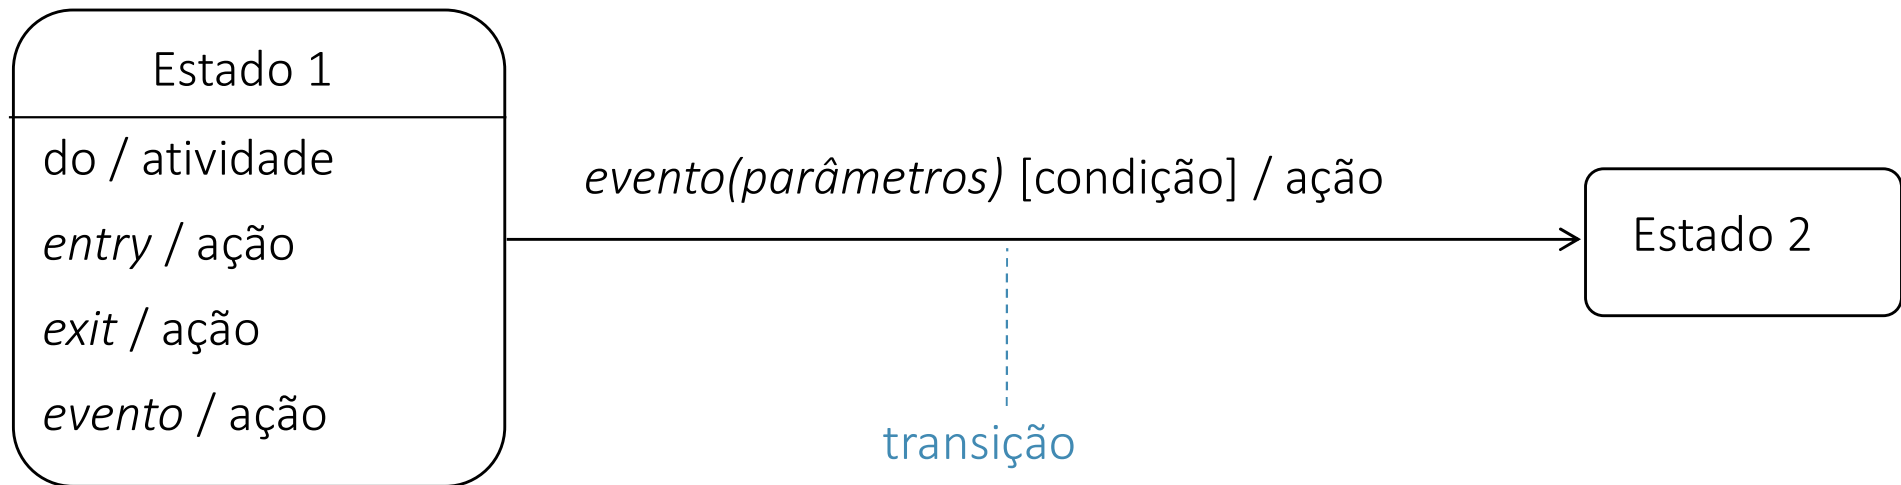 Estado 1
do / atividade
entry / ação
exit / ação
evento / ação
evento(parâmetros) [condição] / ação
transição
Estado 2